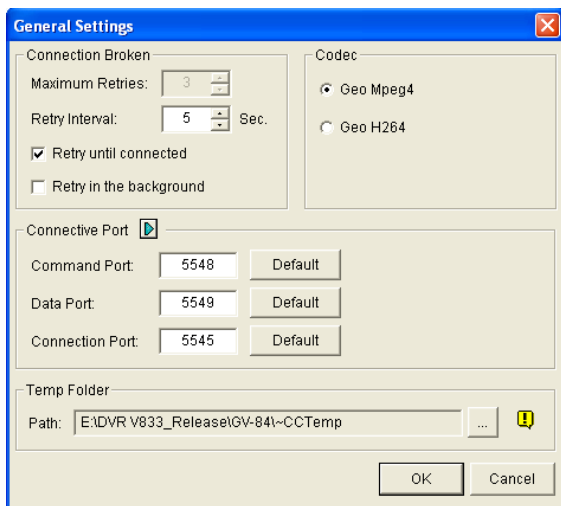 General Settings
Connection Broken
Maximum Retries: 3
Retry Interval: 5 Sec.
Retry until connected
Retry in the background
Codec
Geo Mpeg4
Geo H264
Connective Port
Command Port: 5548 Default
Data Port: 5549 Default
Connection Port: 5545 Default
Temp Folder
Path: E:\DVR V833_Release\GV-84\~CCTemp ...
OK Cancel